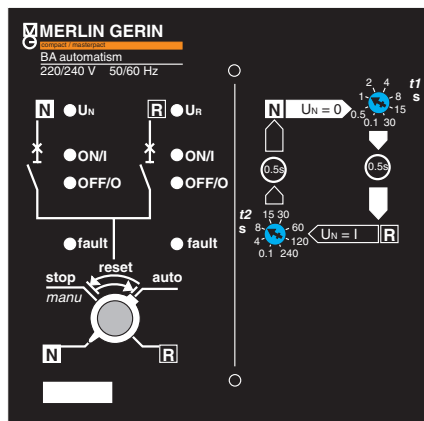 MERLIN GERIN
compact / masterpact
BA automatism
220/240 V 50/60 Hz
N UN R UR
ON/I ON/I
OFF/O OFF/O
fault fault
reset
stop auto
manu
N R
t1
s
2 4
1 8
0.5 15
0.1 30
N UN = 0
0.5s 0.5s
t2
s
15 30
8 60
4 120
0.1 240
UN = I R